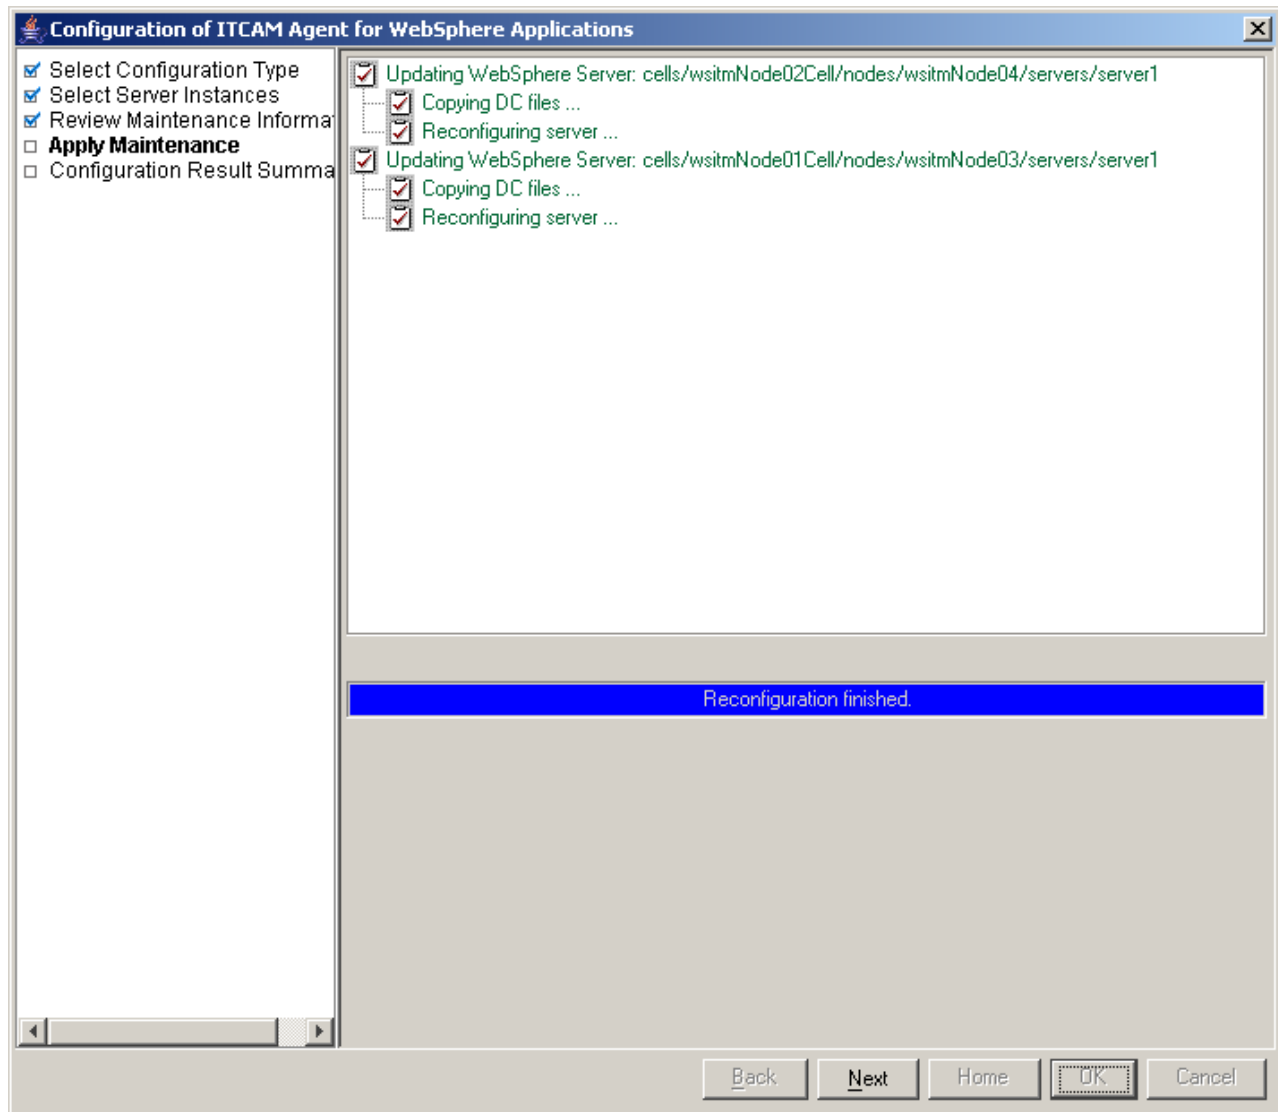 Configuration of ITCAM Agent for WebSphere Applications
Select Configuration Type
Select Server Instances
Review Maintenance Informa
Apply Maintenance
Configuration Result Summa
Updating WebSphere Server: cells/wsitmNode02Cell/nodes/wsitmNode04/servers/server1
Copying DC files ...
Reconfiguring server ...
Updating WebSphere Server: cells/wsitmNode01Cell/nodes/wsitmNode03/servers/server1
Copying DC files ...
Reconfiguring server ...
Reconfiguration finished.
Back Next Home OK Cancel